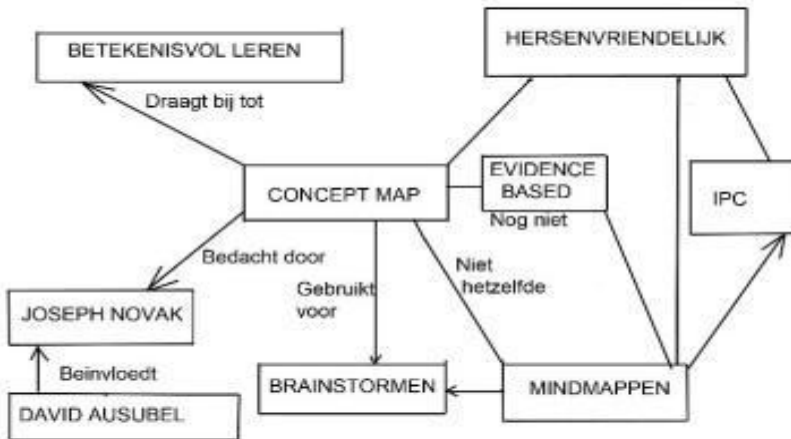 BETEKENISVOL LEREN
HERSENVRIENDELIJK
Draagt bij tot
CONCEPT MAP
EVIDENCE
BASED
Nog niet
IPC
Bedacht door
Gebruikt
voor
Niet
hetzelfde
JOSEPH NOVAK
Beinvloedt
DAVID AUSUBEL
BRAINSTORMEN
MINDMAPPEN